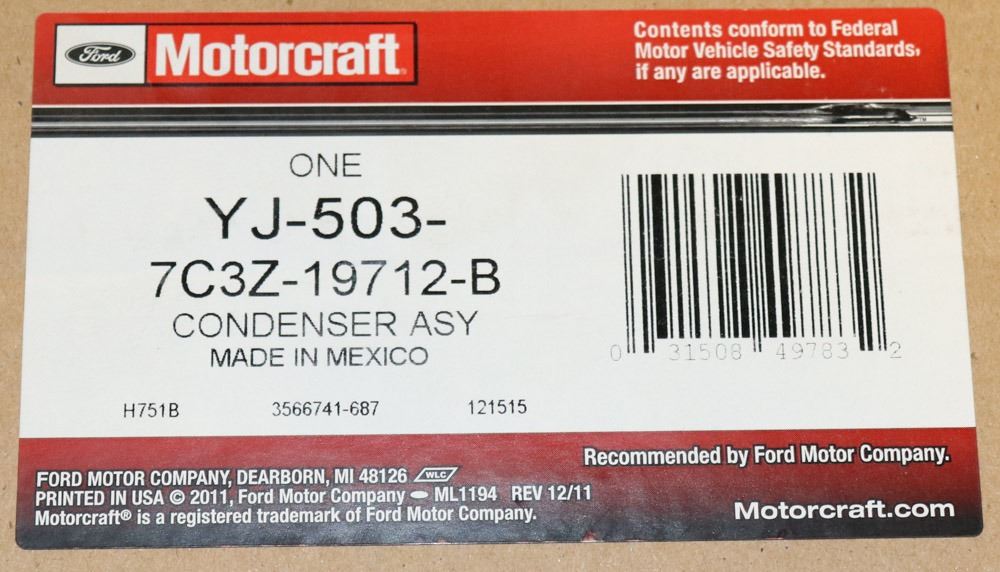 Ford Motorcraft®
Contents conform to Federal
Motor Vehicle Safety Standards,
if any are applicable.
TM
ONE
YJ-503-
7C3Z-19712-B
CONDENSER ASY
MADE IN MEXICO
0 31508 49783 2
H751B 3566741-687 121515
Recommended by Ford Motor Company.
FORD MOTOR COMPANY, DEARBORN, MI 48126 WLC
PRINTED IN USA © 2011, Ford Motor Company ML1194 REV 12/11
Motorcraft® is a registered trademark of Ford Motor Company.
Motorcraft.com